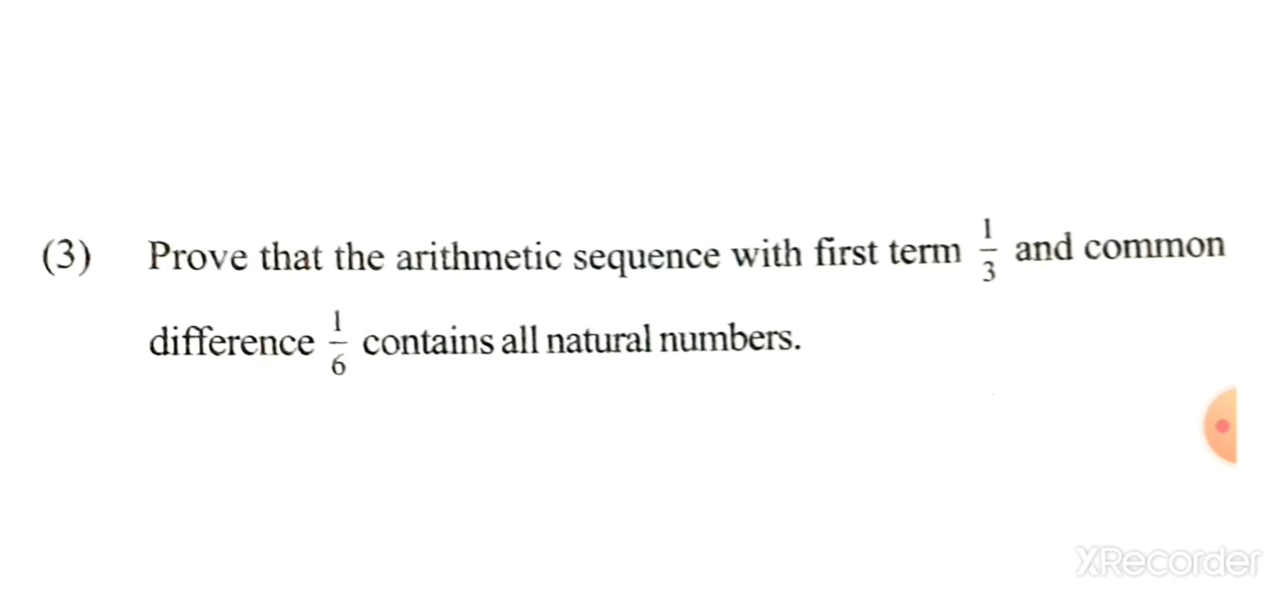 (3) Prove that the arithmetic sequence with first term 1/3 and common
difference 1/6 contains all natural numbers.
XRecorder